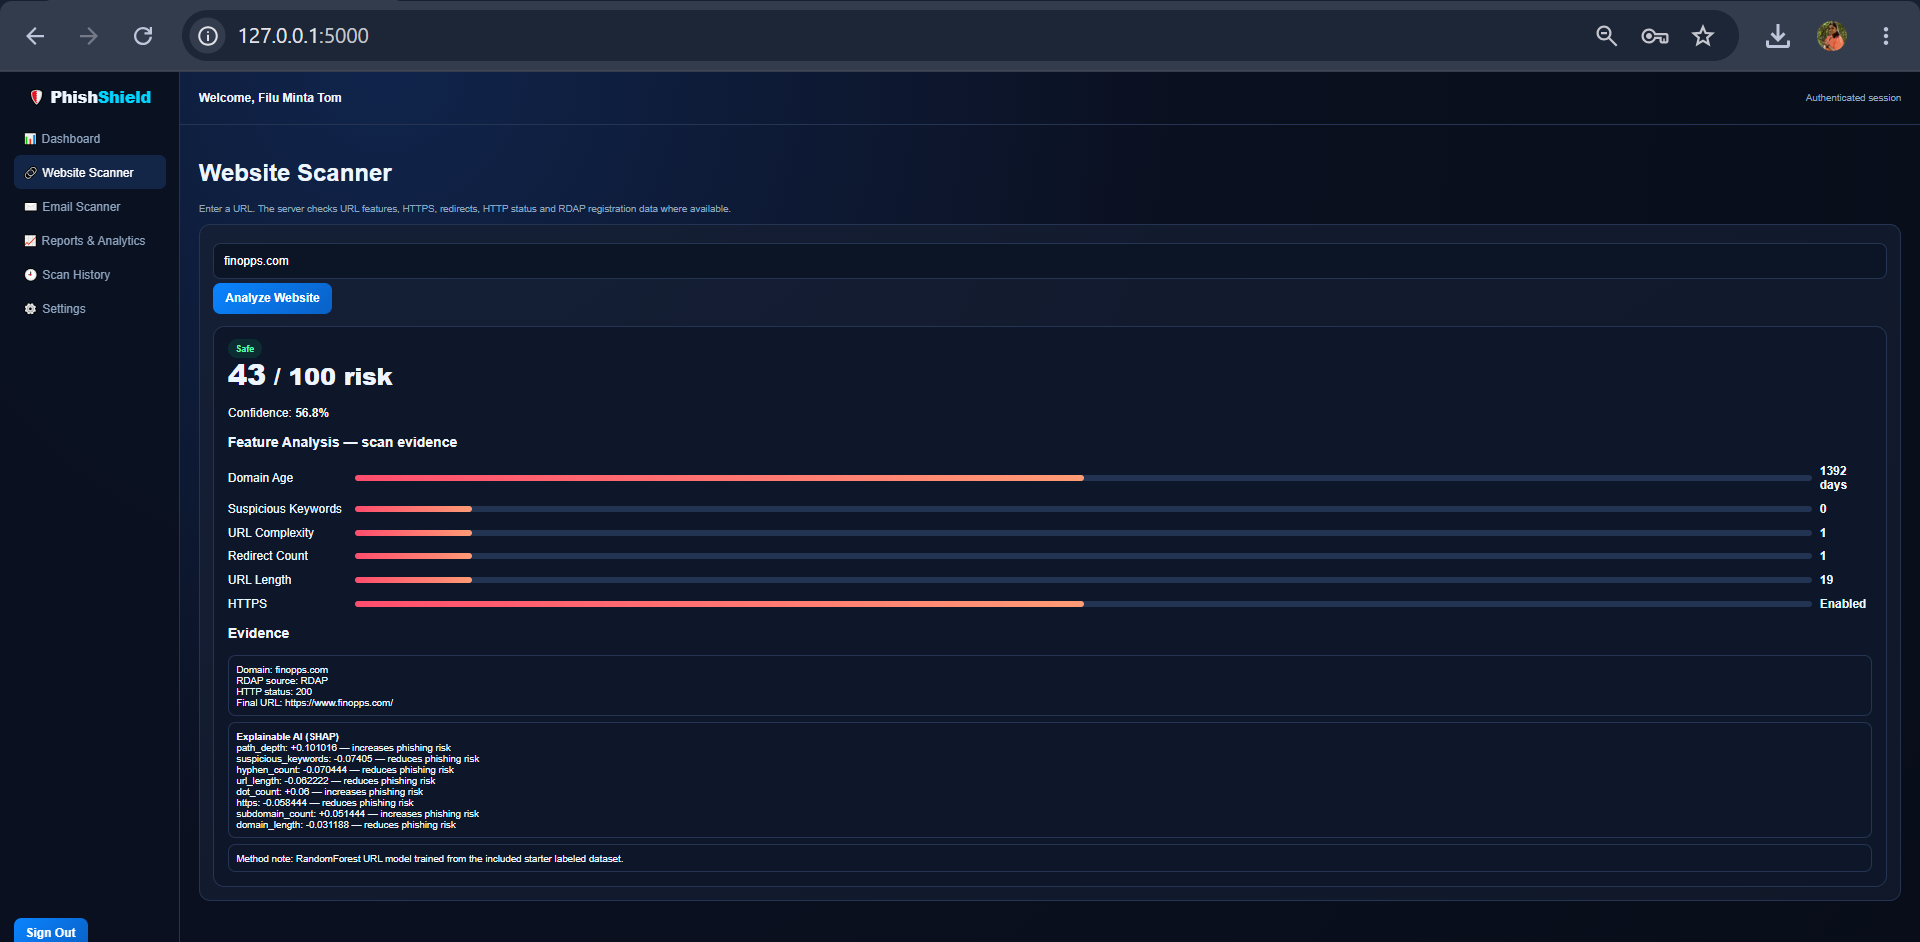 127.0.0.1:5000
PhishShield
Welcome, Filu Minta Tom
Authenticated session
Dashboard
Website Scanner
Email Scanner
Reports & Analytics
Scan History
Settings
Sign Out
Website Scanner
Enter a URL. The server checks URL features, HTTPS, redirects, HTTP status and RDAP registration data where available.
finopps.com
Analyze Website
Safe
43 / 100 risk
Confidence: 56.8%
Feature Analysis — scan evidence
Domain Age 1392 days
Suspicious Keywords 0
URL Complexity 1
Redirect Count 1
URL Length 19
HTTPS Enabled
Evidence
Domain: finopps.com
RDAP source: RDAP
HTTP status: 200
Final URL: https://www.finopps.com/
Explainable AI (SHAP)
path_depth: +0.101016 — increases phishing risk
suspicious_keywords: -0.07405 — reduces phishing risk
hyphen_count: -0.070444 — reduces phishing risk
url_length: -0.062222 — reduces phishing risk
dot_count: +0.06 — increases phishing risk
https: -0.058444 — reduces phishing risk
subdomain_count: +0.051444 — increases phishing risk
domain_length: -0.031188 — reduces phishing risk
Method note: RandomForest URL model trained from the included starter labeled dataset.